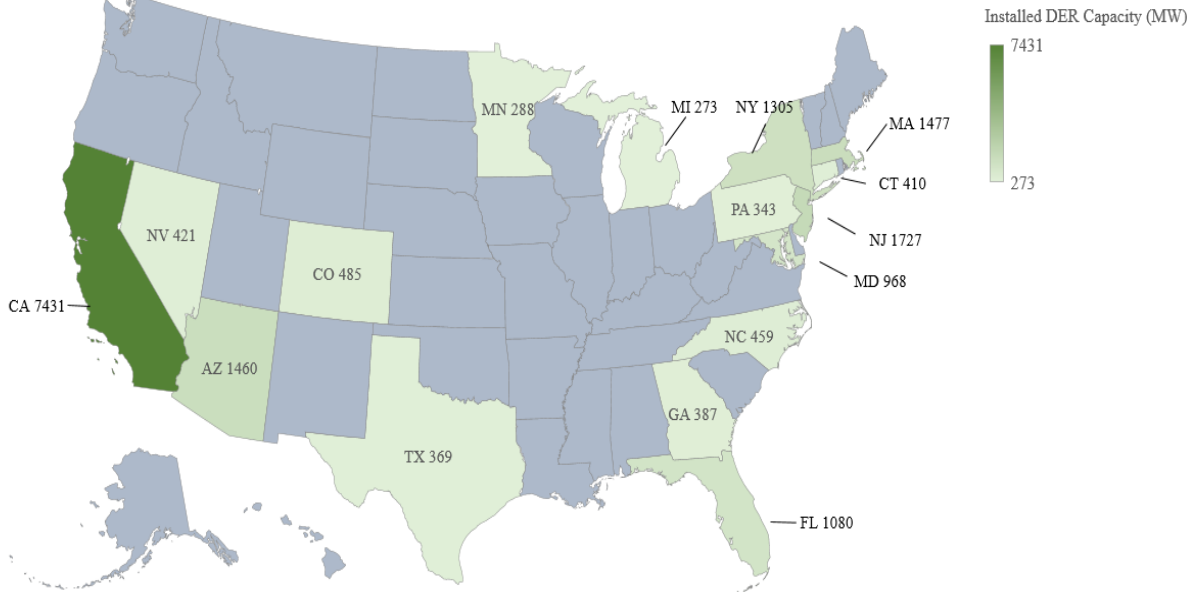 Installed DER Capacity (MW)
7431
273
MN 288
MI 273
NY 1305
MA 1477
CT 410
PA 343
NJ 1727
NV 421
CO 485
MD 968
CA 7431
NC 459
AZ 1460
GA 387
TX 369
FL 1080